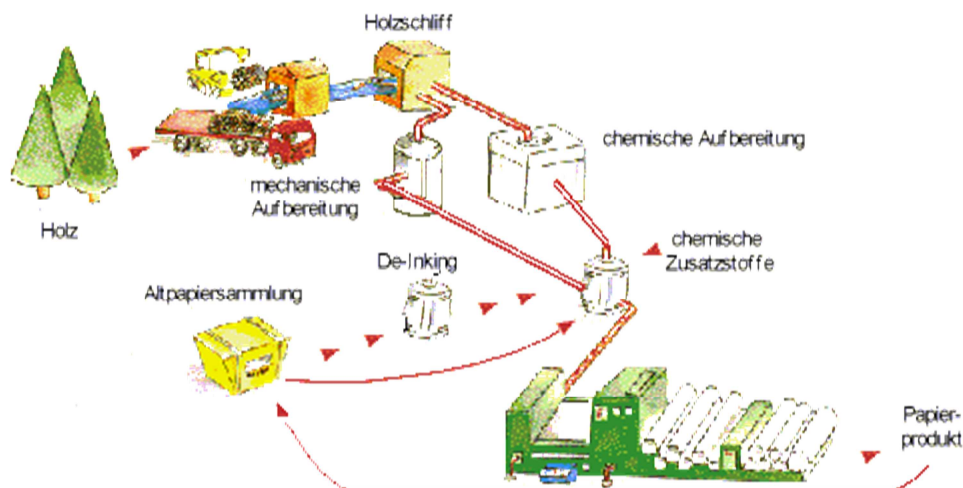 Holzschliff
chemische Aufbereitung
mechanische
Aufbereitung
Holz
chemische
Zusatzstoffe
De-Inking
Altpapiersammlung
Papier-
produkt